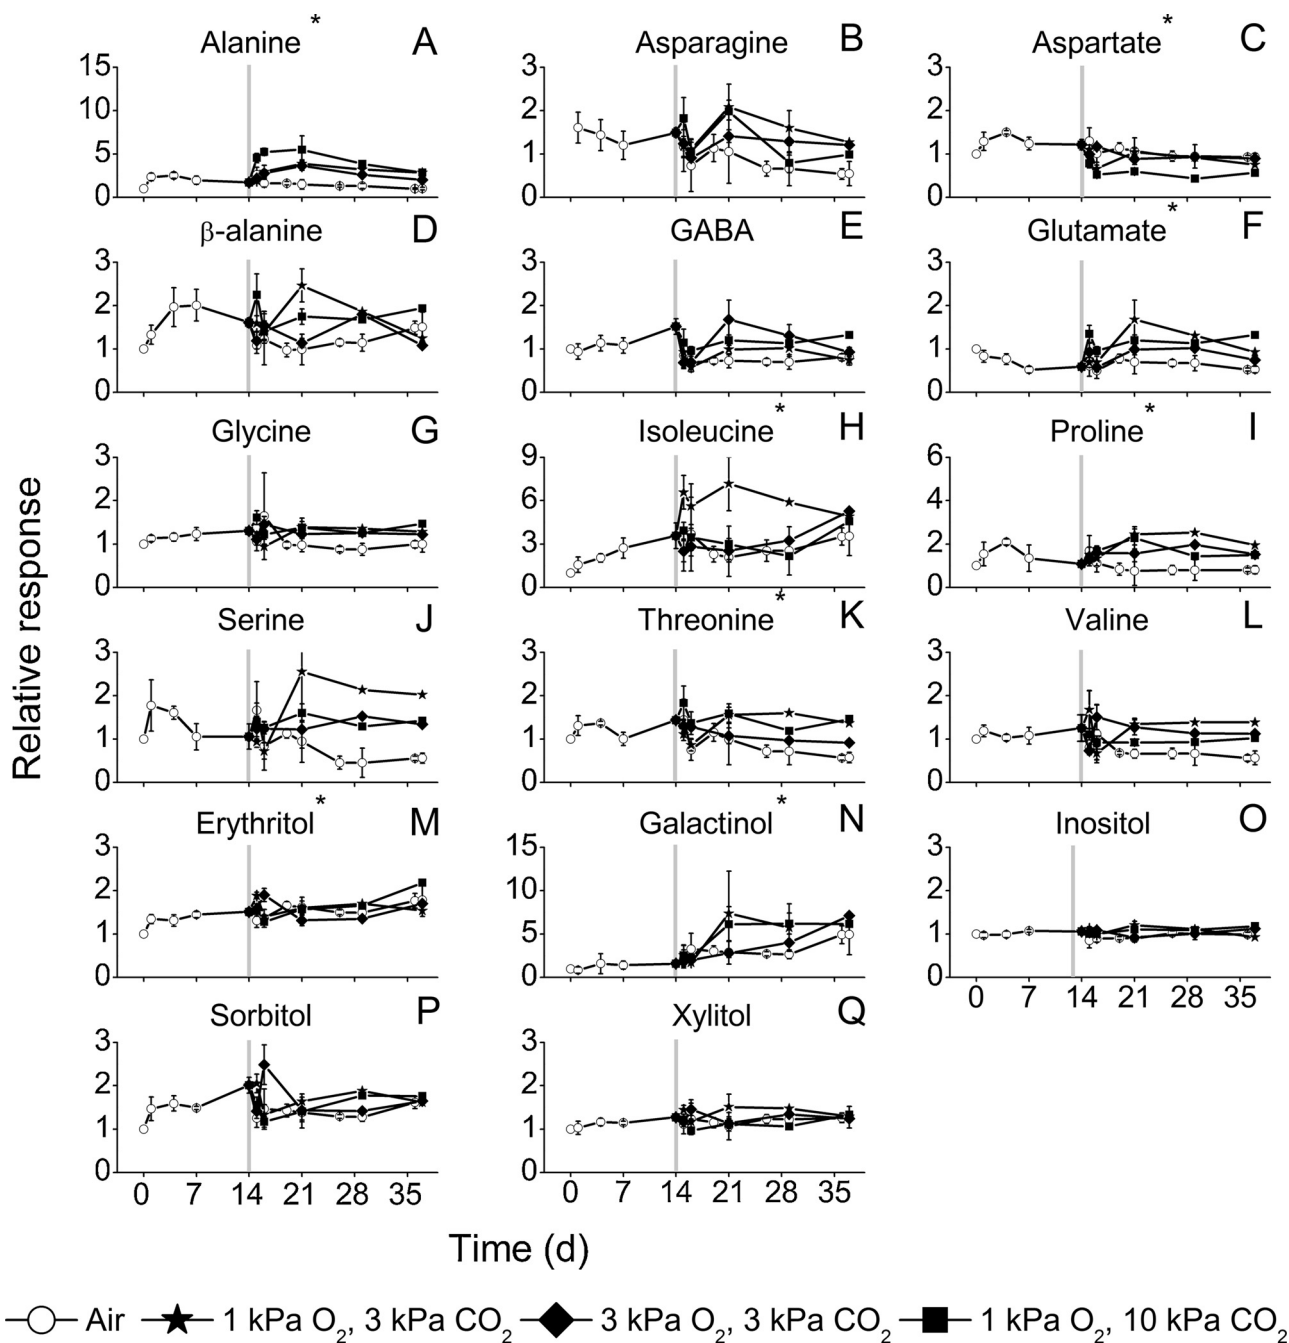 Alanine * A
Asparagine B
Aspartate * C
15
10
5
0
3
2
1
0
3
2
1
0
β-alanine D
GABA E
Glutamate * F
3
2
1
0
3
2
1
0
3
2
1
0
Glycine G
Isoleucine * H
Proline * I
3
2
1
0
9
6
3
0
6
4
2
0
Serine J
Threonine * K
Valine L
3
2
1
0
3
2
1
0
3
2
1
0
Erythritol * M
Galactinol * N
Inositol O
3
2
1
0
15
10
5
0
3
2
1
0
0 7 14 21 28 35
Sorbitol P
Xylitol Q
3
2
1
0
3
2
1
0
0 7 14 21 28 35
0 7 14 21 28 35
Relative response
Time (d)
Air 1 kPa O₂, 3 kPa CO₂ 3 kPa O₂, 3 kPa CO₂ 1 kPa O₂, 10 kPa CO₂